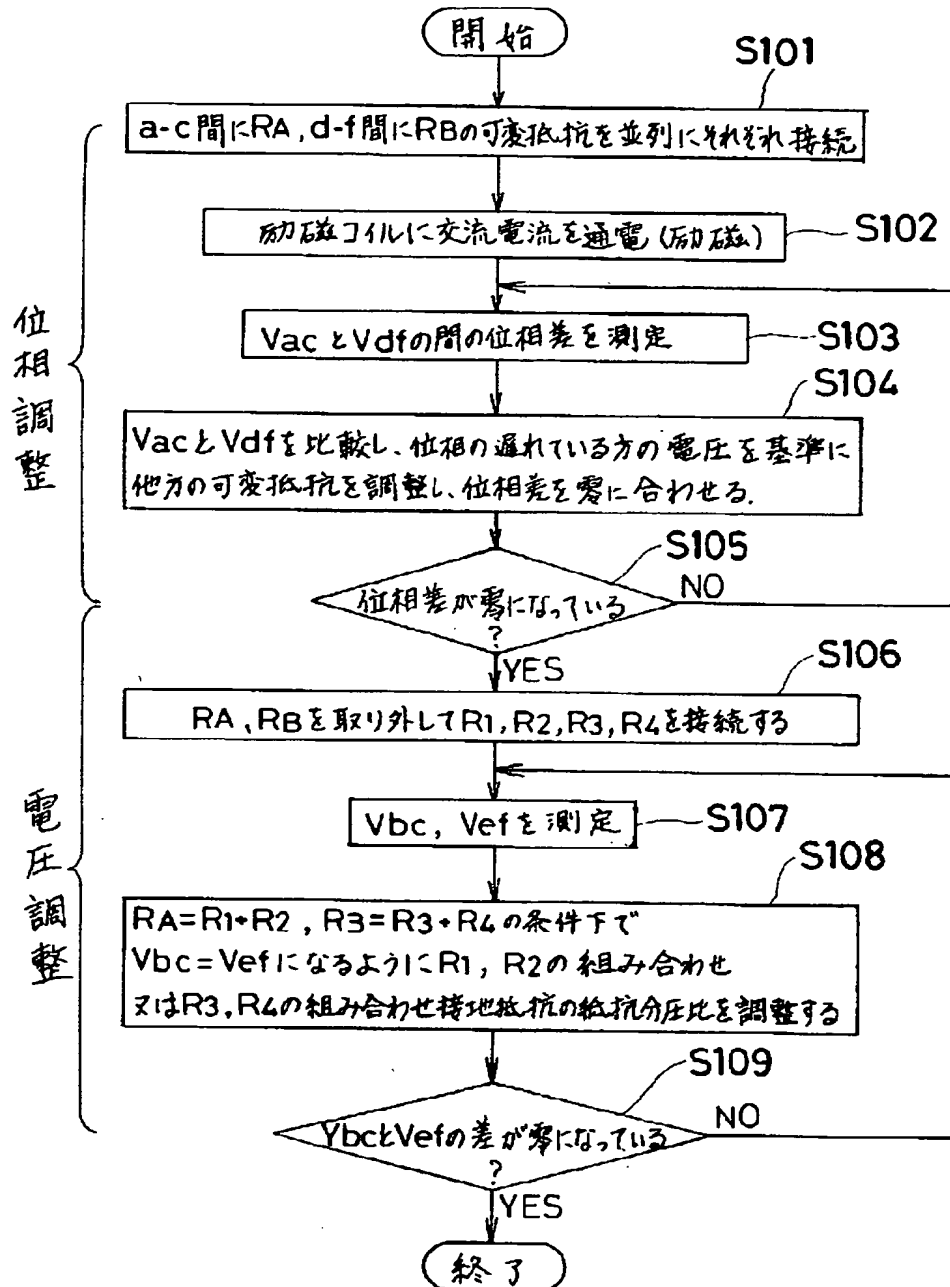 開始
S101
a-c間にRA,d-f間にRBの可変抵抗を並列にそれぞれ接続
励磁コイルに交流電流を通電(励磁)
S102
VacとVdfの間の位相差を測定
S103
S104
VacとVdfを比較し、位相の遅れている方の電圧を基準に
他方の可変抵抗を調整し、位相差を零に合わせる.
位相調整
S105
位相差が零になっている
?
NO
YES
S106
RA、RBを取り外してR1,R2,R3,R4を接続する
Vbc, Vefを測定
S107
S108
RA=R1+R2, R3=R3+R4の条件下で
Vbc=Vefになるように R1, R2の組み合わせ
又はR3,R4の組み合わせ接地抵抗の紙抗分圧比を調整する
電圧調整
S109
YbcとVefの差が零になっている
?
NO
YES
終了